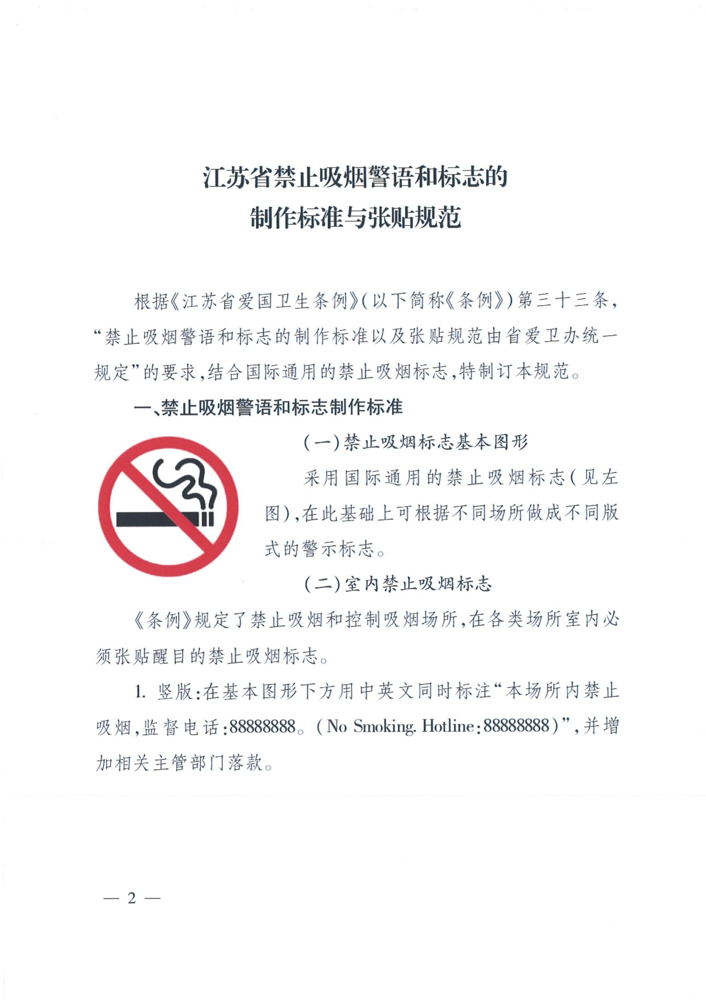 江苏省禁止吸烟警语和标志的
制作标准与张贴规范
根据《江苏省爱国卫生条例》(以下简称《条例》)第三十三条,
“禁止吸烟警语和标志的制作标准以及张贴规范由省爱卫办统一
规定”的要求,结合国际通用的禁止吸烟标志,特制订本规范。
一、禁止吸烟警语和标志制作标准
(一)禁止吸烟标志基本图形
采用国际通用的禁止吸烟标志(见左
图),在此基础上可根据不同场所做成不同版
式的警示标志。
(二)室内禁止吸烟标志
《条例》规定了禁止吸烟和控制吸烟场所,在各类场所室内必
须张贴醒目的禁止吸烟标志。
1. 竖版:在基本图形下方用中英文同时标注“本场所内禁止
吸烟,监督电话:88888888。(No Smoking. Hotline:88888888)”,并增
加相关主管部门落款。
— 2 —